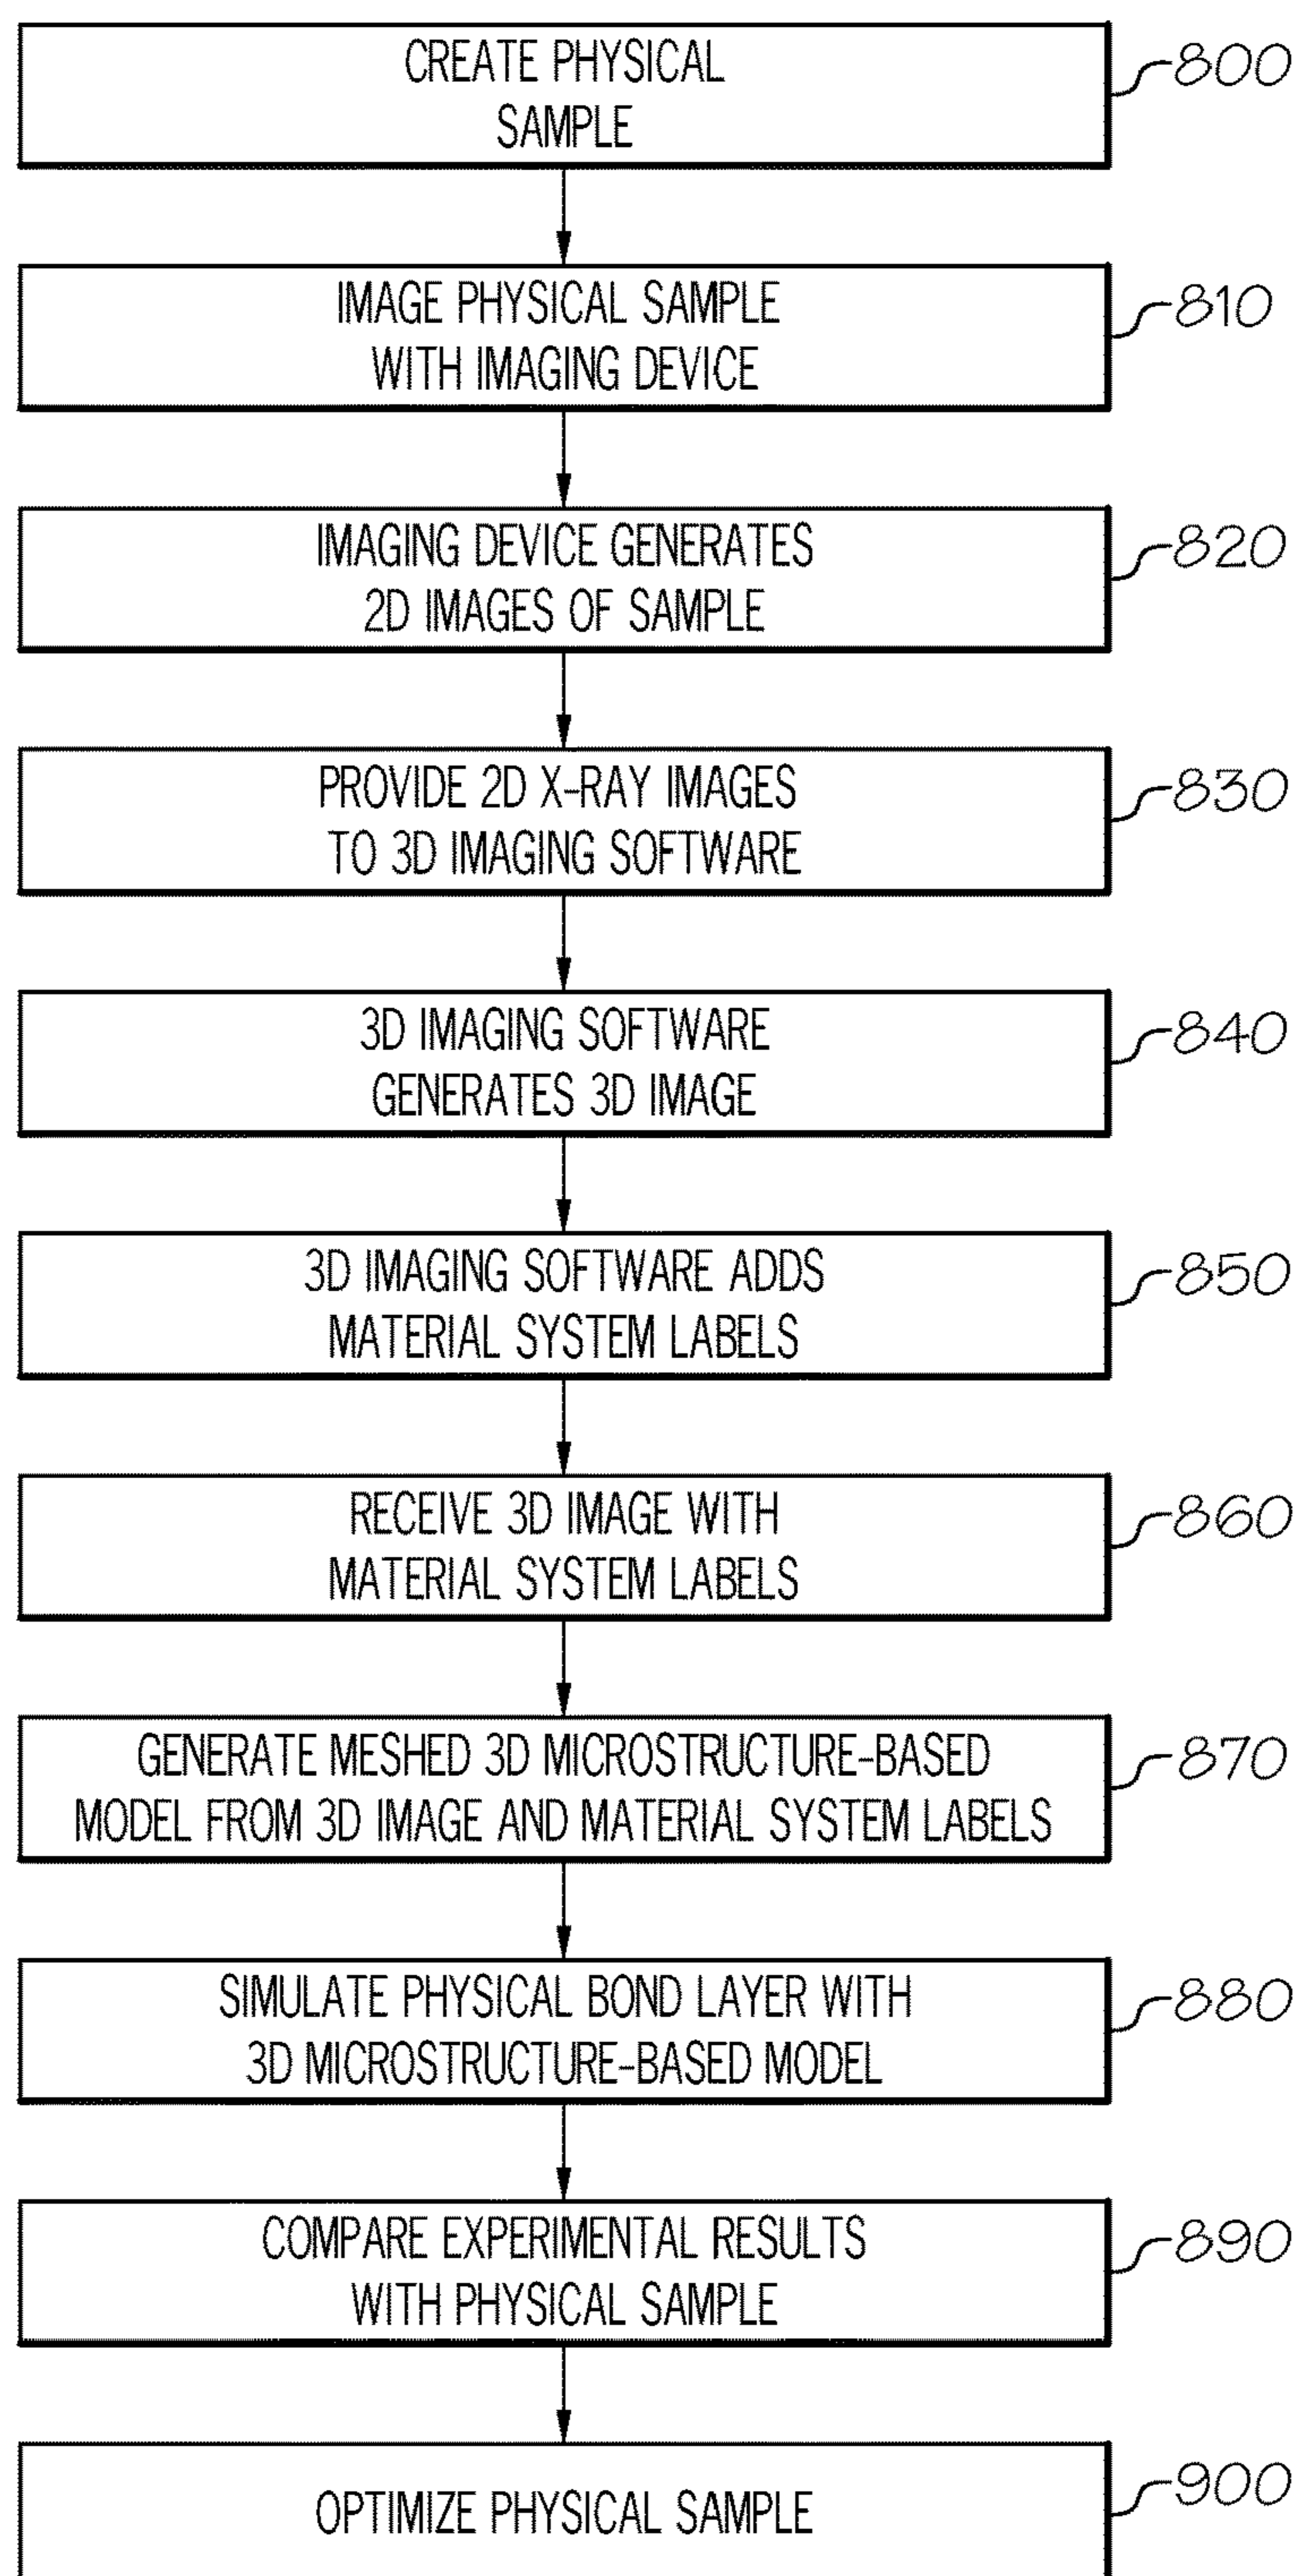 CREATE PHYSICAL
SAMPLE
800
IMAGE PHYSICAL SAMPLE
WITH IMAGING DEVICE
810
IMAGING DEVICE GENERATES
2D IMAGES OF SAMPLE
820
PROVIDE 2D X-RAY IMAGES
TO 3D IMAGING SOFTWARE
830
3D IMAGING SOFTWARE
GENERATES 3D IMAGE
840
3D IMAGING SOFTWARE ADDS
MATERIAL SYSTEM LABELS
850
RECEIVE 3D IMAGE WITH
MATERIAL SYSTEM LABELS
860
GENERATE MESHED 3D MICROSTRUCTURE-BASED
MODEL FROM 3D IMAGE AND MATERIAL SYSTEM LABELS
870
SIMULATE PHYSICAL BOND LAYER WITH
3D MICROSTRUCTURE-BASED MODEL
880
COMPARE EXPERIMENTAL RESULTS
WITH PHYSICAL SAMPLE
890
OPTIMIZE PHYSICAL SAMPLE
900